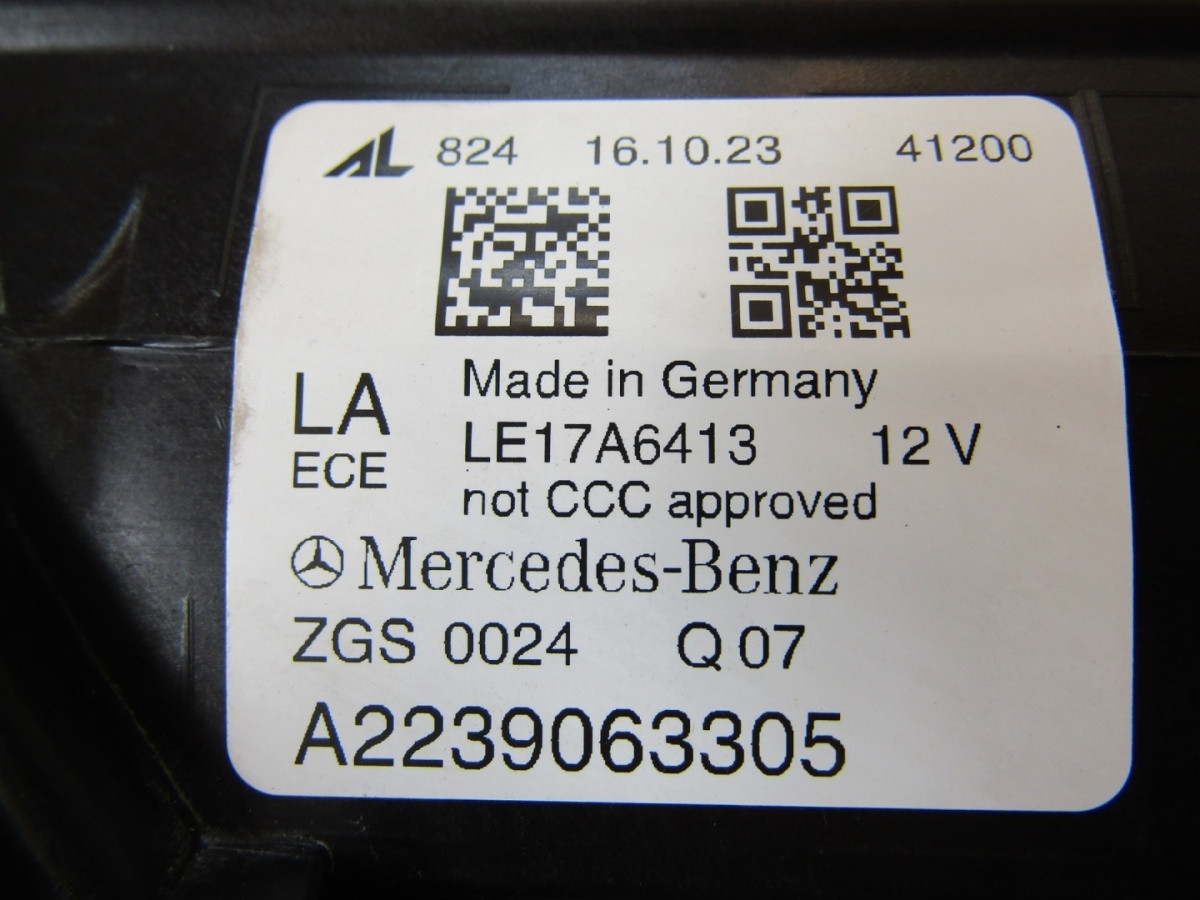 AL 824 16.10.23 41200
Made in Germany
LA LE17A6413 12 V
ECE not CCC approved
Mercedes-Benz
ZGS 0024 Q 07
A2239063305